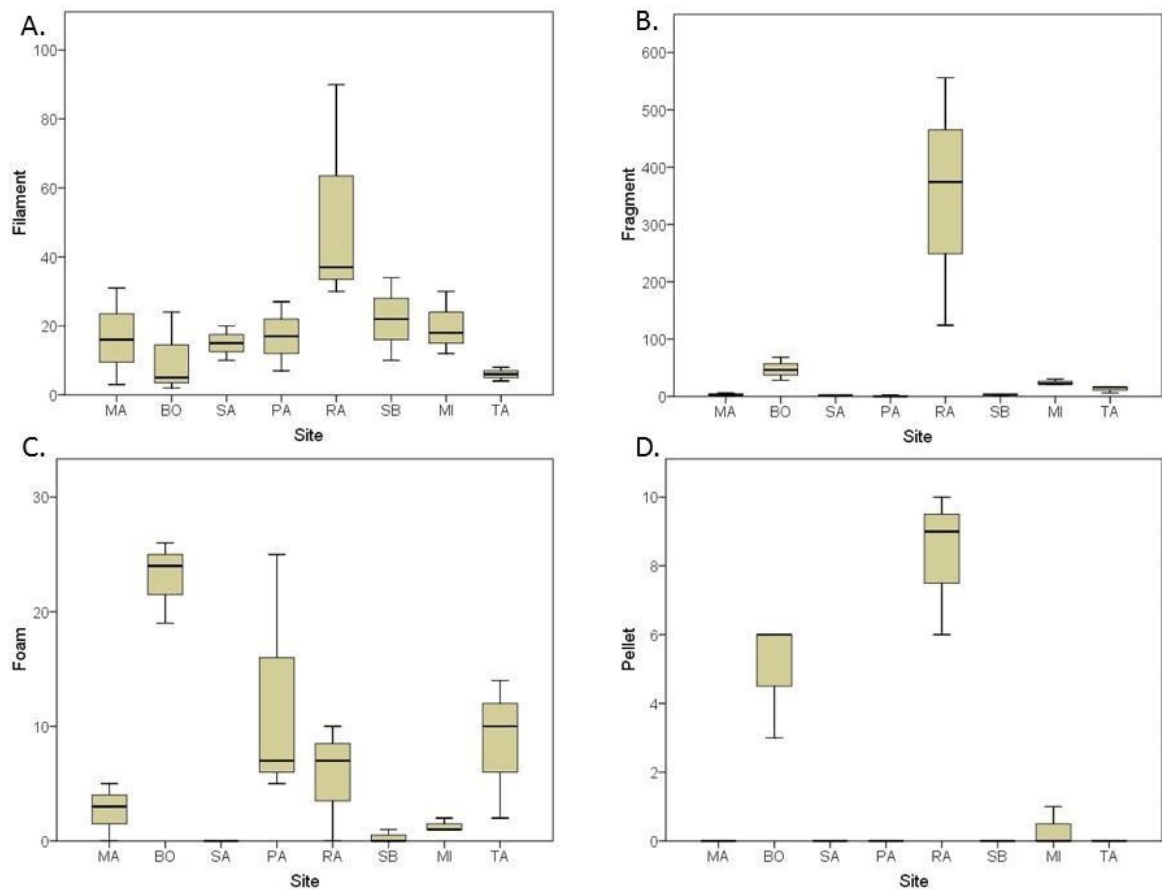 A.
100
80
60
40
20
0
Filament
MA BO SA PA RA SB MI TA
Site
B.
600
500
400
300
200
100
0
Fragment
MA BO SA PA RA SB MI TA
Site
C.
30
20
10
0
Foam
MA BO SA PA RA SB MI TA
Site
D.
10
8
6
4
2
0
Pellet
MA BO SA PA RA SB MI TA
Site